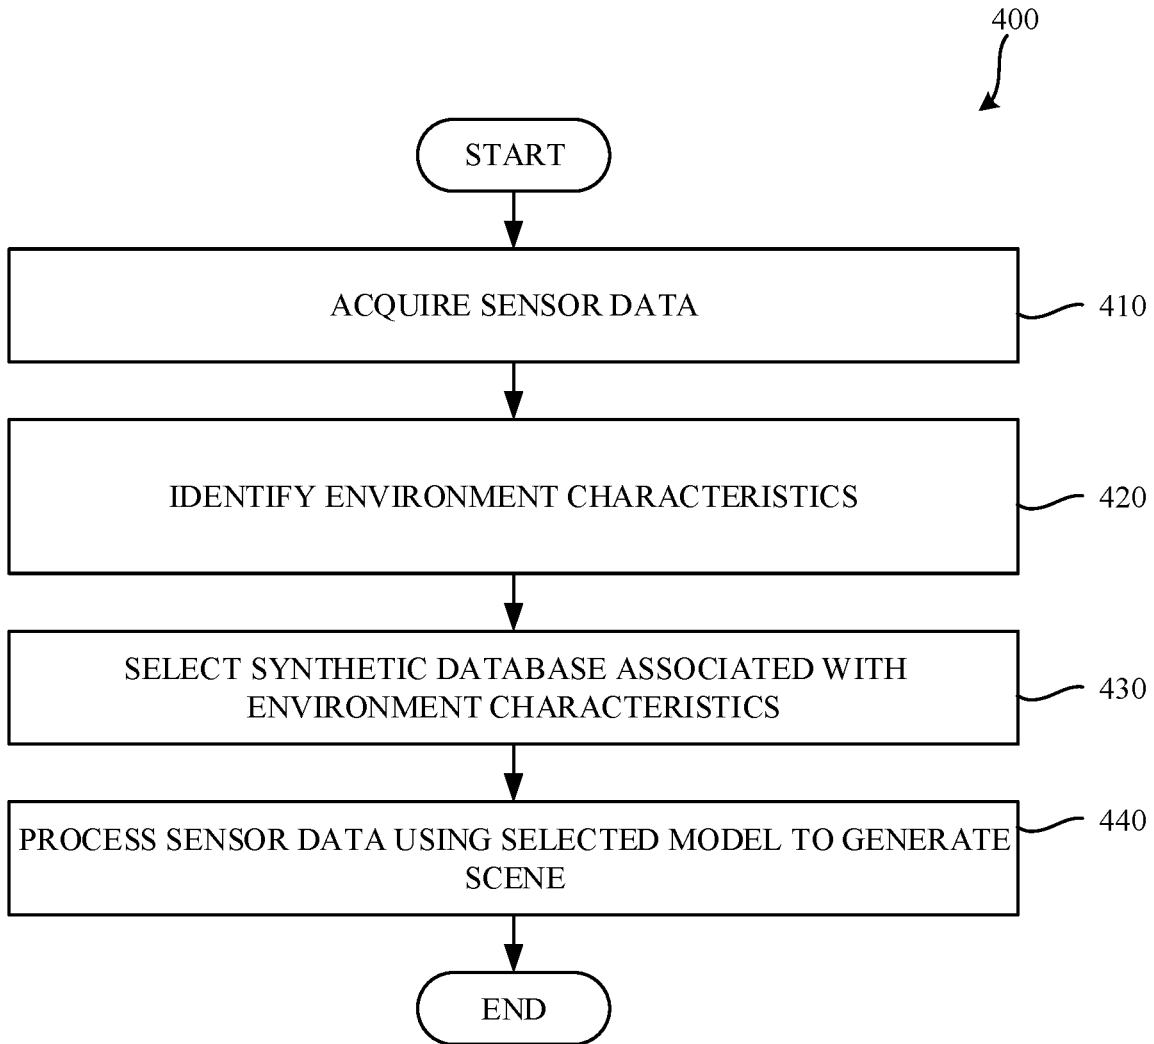 400
START
ACQUIRE SENSOR DATA
410
IDENTIFY ENVIRONMENT CHARACTERISTICS
420
SELECT SYNTHETIC DATABASE ASSOCIATED WITH
ENVIRONMENT CHARACTERISTICS
430
PROCESS SENSOR DATA USING SELECTED MODEL TO GENERATE
SCENE
440
END